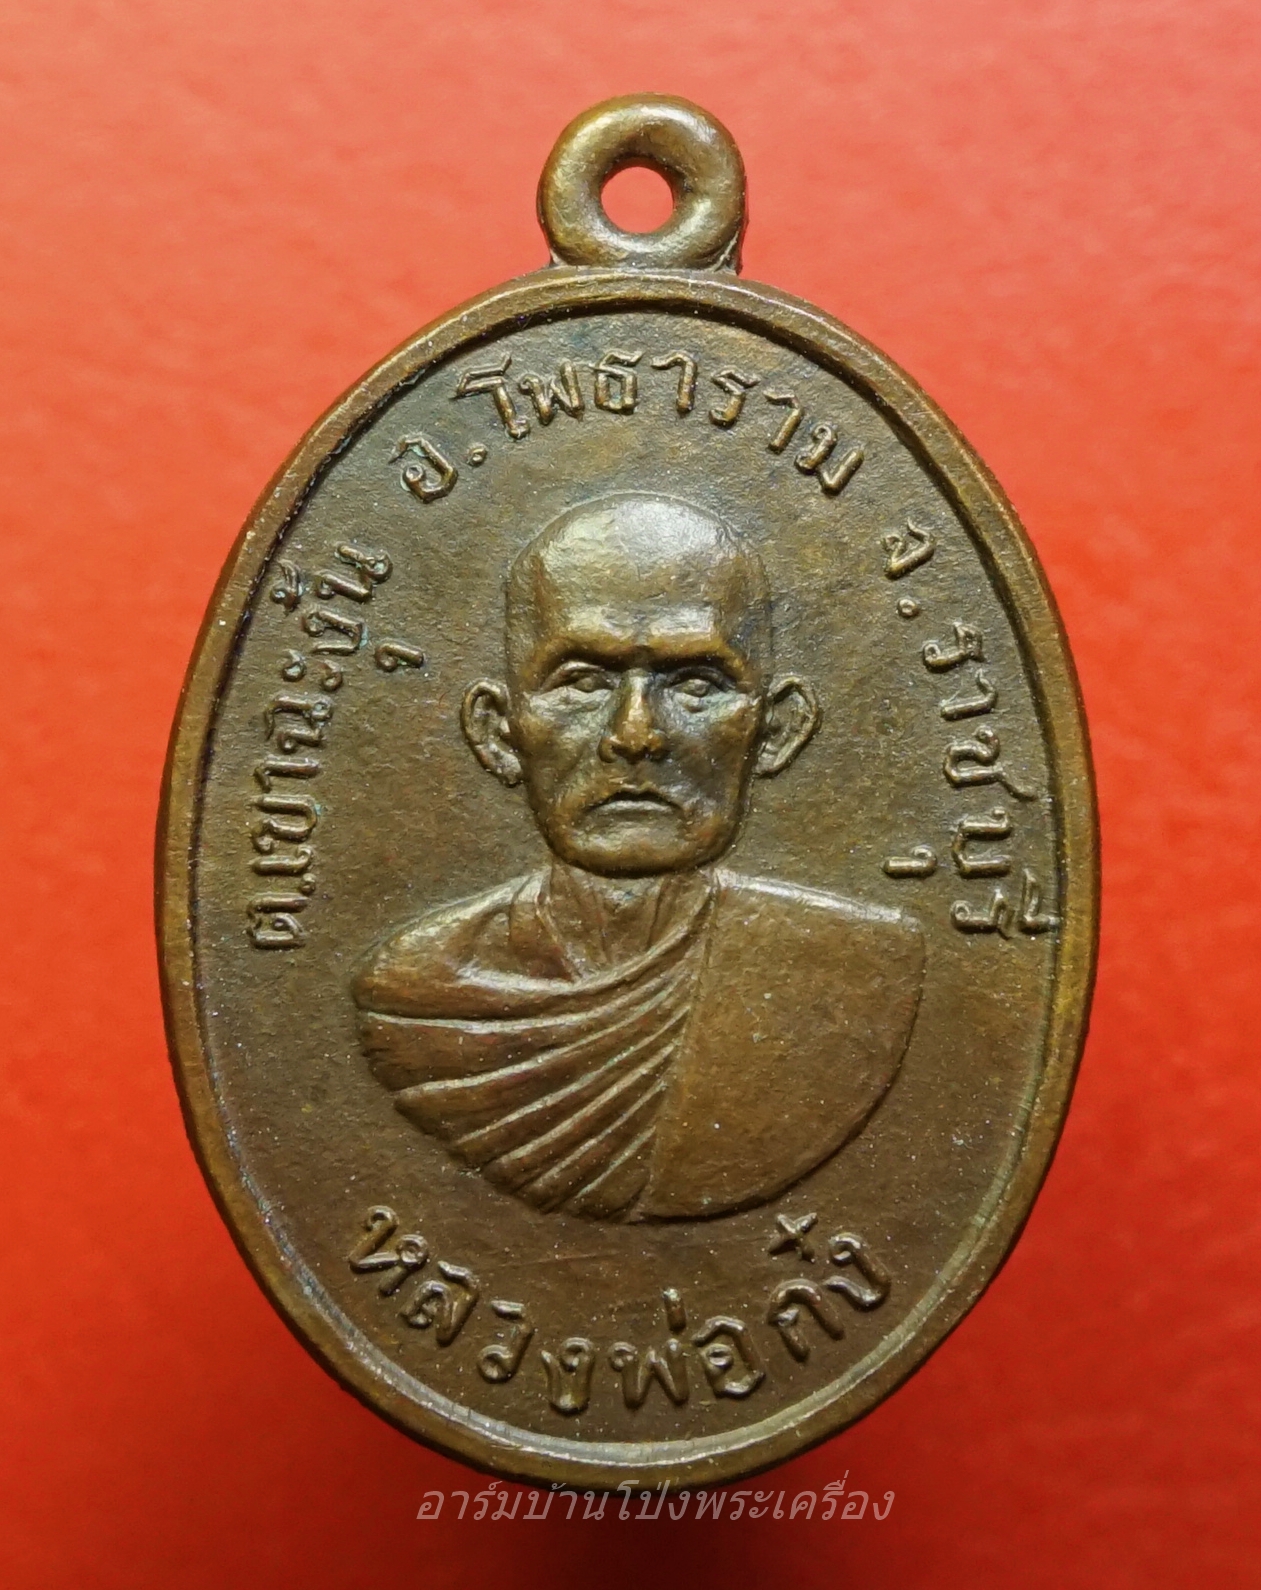 ต.เขาฉะงุ้น อ.โพธาราม จ.ราชบุรี
หลวงพ่อกั๋ง
อาร์มบ้านโป่งพระเครื่อง